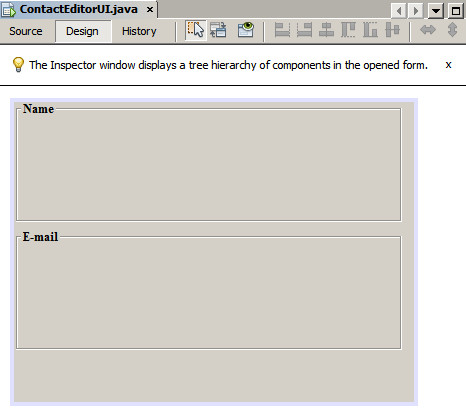 ContactEditorUI.java x
Source Design History
The Inspector window displays a tree hierarchy of components in the opened form. x
Name
E-mail